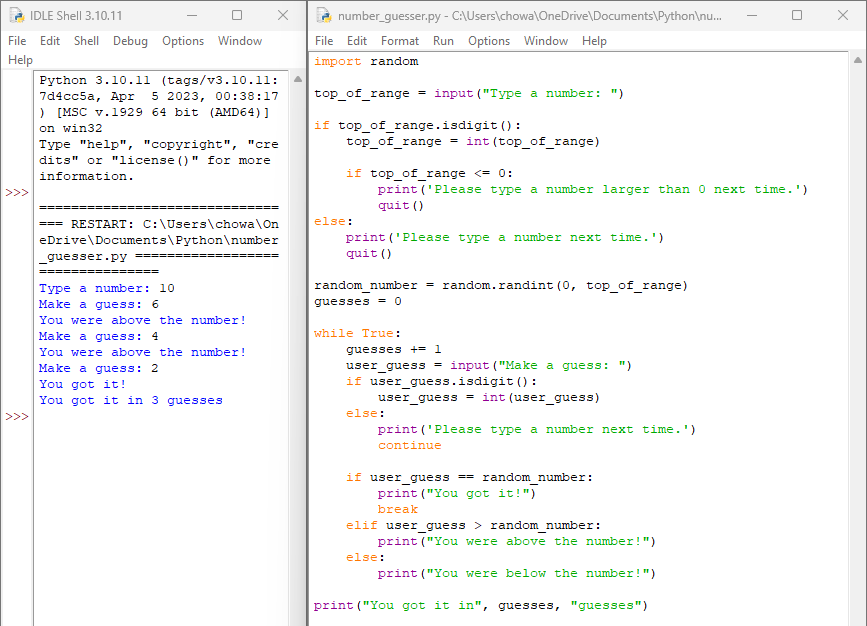 IDLE Shell 3.10.11
File Edit Shell Debug Options Window
Help
Python 3.10.11 (tags/v3.10.11:
7d4cc5a, Apr  5 2023, 00:38:17
) [MSC v.1929 64 bit (AMD64)]
on win32
Type "help", "copyright", "cre
dits" or "license()" for more
information.
>>>
==============================
=== RESTART: C:\Users\chowa\On
eDrive\Documents\Python\number
_guesser.py ==================
===============
Type a number: 10
Make a guess: 6
You were above the number!
Make a guess: 4
You were above the number!
Make a guess: 2
You got it!
You got it in 3 guesses
>>>
number_guesser.py - C:\Users\chowa\OneDrive\Documents\Python\nu...
File Edit Format Run Options Window Help
import random

top_of_range = input("Type a number: ")

if top_of_range.isdigit():
    top_of_range = int(top_of_range)

    if top_of_range <= 0:
        print('Please type a number larger than 0 next time.')
        quit()
else:
    print('Please type a number next time.')
    quit()

random_number = random.randint(0, top_of_range)
guesses = 0

while True:
    guesses += 1
    user_guess = input("Make a guess: ")
    if user_guess.isdigit():
        user_guess = int(user_guess)
    else:
        print('Please type a number next time.')
        continue

    if user_guess == random_number:
        print("You got it!")
        break
    elif user_guess > random_number:
        print("You were above the number!")
    else:
        print("You were below the number!")

print("You got it in", guesses, "guesses")